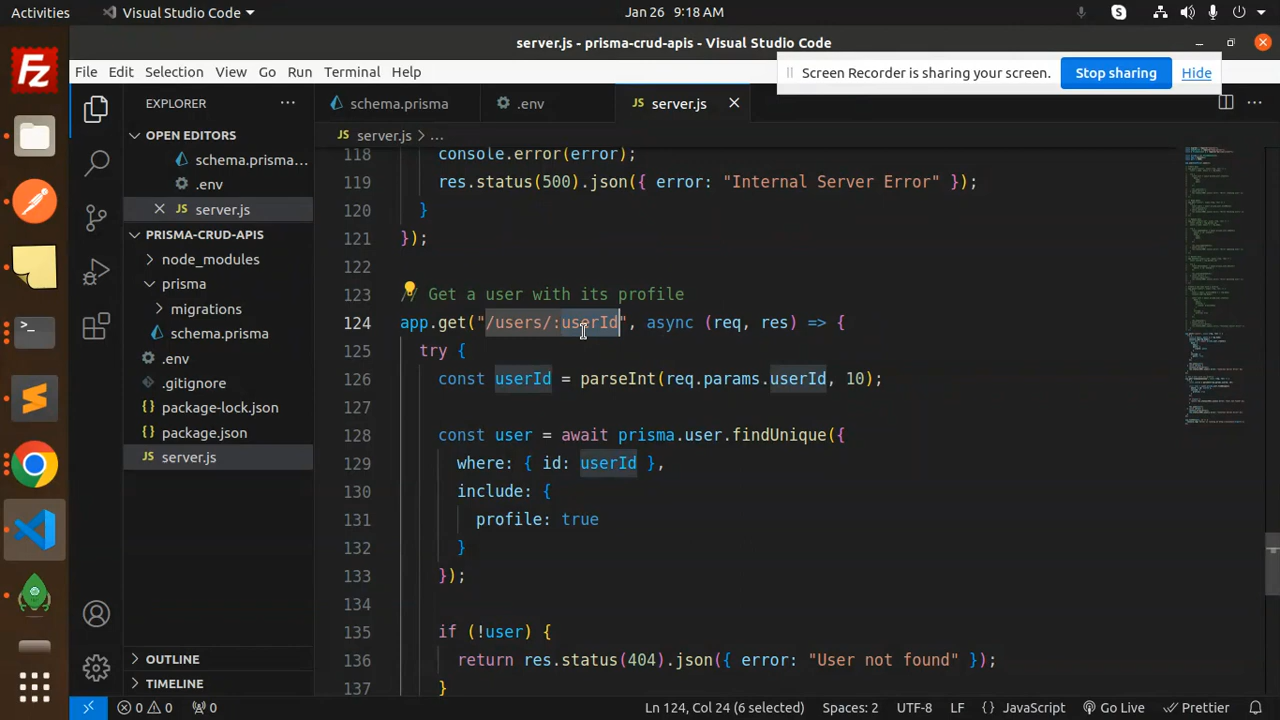 Activities
Visual Studio Code
Jan 26 9:18 AM
server.js - prisma-crud-apis - Visual Studio Code
File Edit Selection View Go Run Terminal Help
Screen Recorder is sharing your screen.
Stop sharing
Hide
EXPLORER
OPEN EDITORS
schema.prisma...
.env
JS server.js
PRISMA-CRUD-APIS
node_modules
prisma
migrations
schema.prisma
.env
.gitignore
{} package-lock.json
{} package.json
JS server.js
OUTLINE
TIMELINE
schema.prisma
.env
JS server.js
JS server.js > ...
118 console.error(error);
119 res.status(500).json({ error: "Internal Server Error" });
120 }
121 });
122
123 // Get a user with its profile
124 app.get("/users/:userId", async (req, res) => {
125 try {
126 const userId = parseInt(req.params.userId, 10);
127
128 const user = await prisma.user.findUnique({
129 where: { id: userId },
130 include: {
131 profile: true
132 }
133 });
134
135 if (!user) {
136 return res.status(404).json({ error: "User not found" });
137 }
0 0 0
Ln 124, Col 24 (6 selected) Spaces: 2 UTF-8 LF {} JavaScript Go Live Prettier